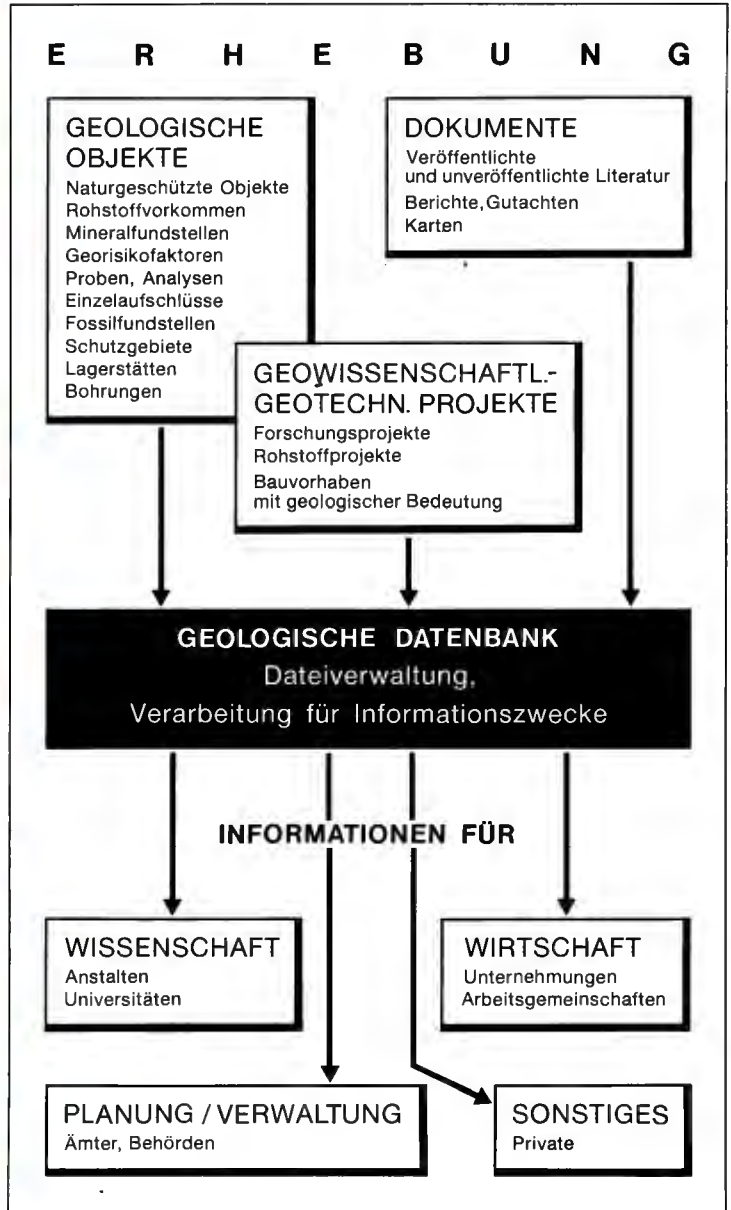 E R H E B U N G
GEOLOGISCHE
OBJEKTE
Naturgeschützte Objekte
Rohstoffvorkommen
Mineralfundstellen
Georisikofaktoren
Proben, Analysen
Einzelaufschlüsse
Fossilfundstellen
Schutzgebiete
Lagerstätten
Bohrungen
DOKUMENTE
Veröffentlichte
und unveröffentlichte Literatur
Berichte, Gutachten
Karten
GEOWISSENSCHAFTL.-
GEOTECHN. PROJEKTE
Forschungsprojekte
Rohstoffprojekte
Bauvorhaben
mit geologischer Bedeutung
GEOLOGISCHE DATENBANK
Dateiverwaltung,
Verarbeitung für Informationszwecke
INFORMATIONEN FÜR
WISSENSCHAFT
Anstalten
Universitäten
WIRTSCHAFT
Unternehmungen
Arbeitsgemeinschaften
PLANUNG / VERWALTUNG
Ämter, Behörden
SONSTIGES
Private